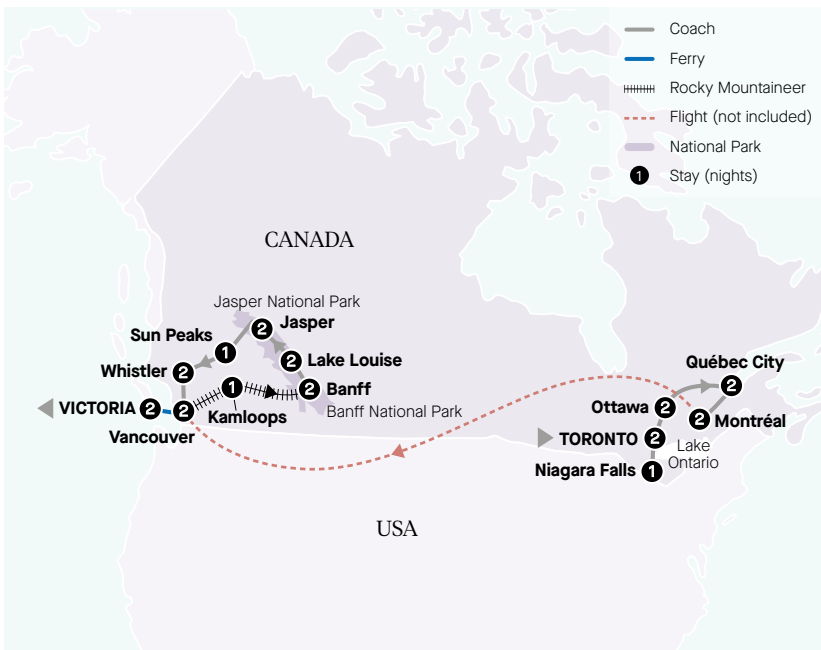 Coach
Ferry
Rocky Mountaineer
Flight (not included)
National Park
1 Stay (nights)
CANADA
Jasper National Park
2 Jasper
Sun Peaks 1
2 Lake Louise
Whistler 2
2 Banff
Banff National Park
1
Kamloops
VICTORIA 2
2
Vancouver
Québec City
2
Ottawa 2
2 Montréal
TORONTO 2
Lake
Ontario
Niagara Falls 1
USA